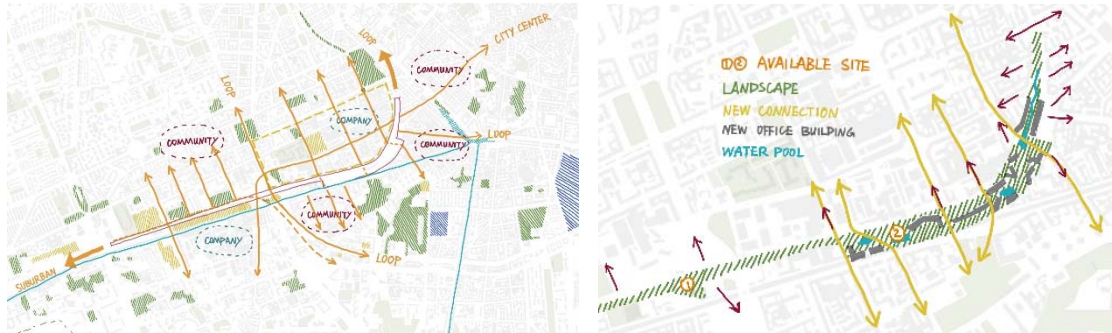 LOOP
CITY CENTER
COMMUNITY
LOOP
COMPANY
COMMUNITY
LOOP
COMMUNITY
COMMUNITY
COMPANY
LOOP
SUBURBAN
①② AVAILABLE SITE
LANDSCAPE
NEW CONNECTION
NEW OFFICE BUILDING
WATER POOL
②
①